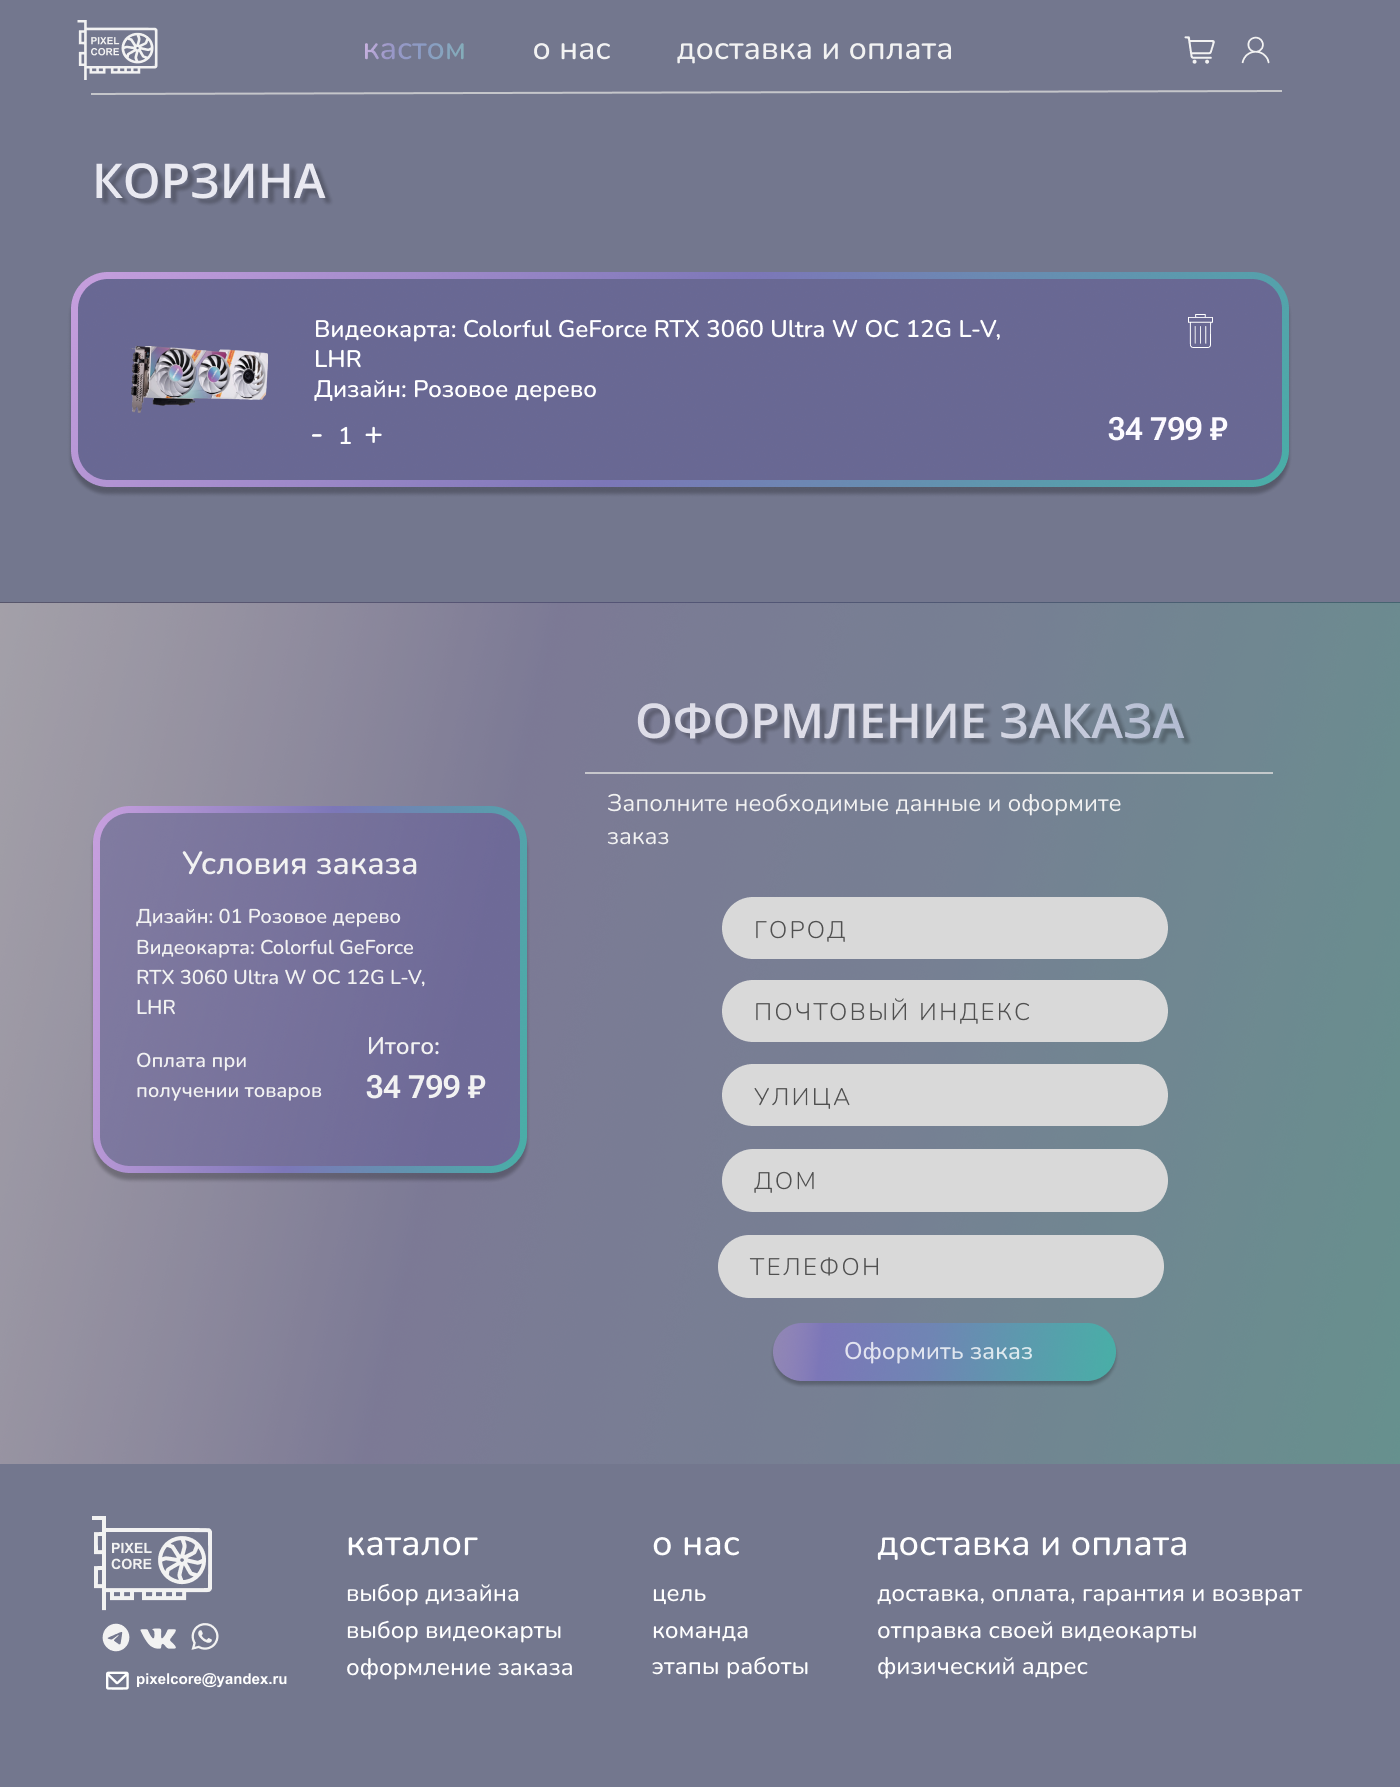 PIXEL
CORE
кастом
о нас
доставка и оплата
КОРЗИНА
Видеокарта: Colorful GeForce RTX 3060 Ultra W OC 12G L-V,
LHR
Дизайн: Розовое дерево
- 1 +
34 799 ₽
ОФОРМЛЕНИЕ ЗАКАЗА
Заполните необходимые данные и оформите
заказ
Условия заказа
Дизайн: 01 Розовое дерево
Видеокарта: Colorful GeForce
RTX 3060 Ultra W OC 12G L-V,
LHR
Оплата при
получении товаров
Итого:
34 799 ₽
ГОРОД
ПОЧТОВЫЙ ИНДЕКС
УЛИЦА
ДОМ
ТЕЛЕФОН
Оформить заказ
PIXEL
CORE
pixelcore@yandex.ru
каталог
выбор дизайна
выбор видеокарты
оформление заказа
о нас
цель
команда
этапы работы
доставка и оплата
доставка, оплата, гарантия и возврат
отправка своей видеокарты
физический адрес